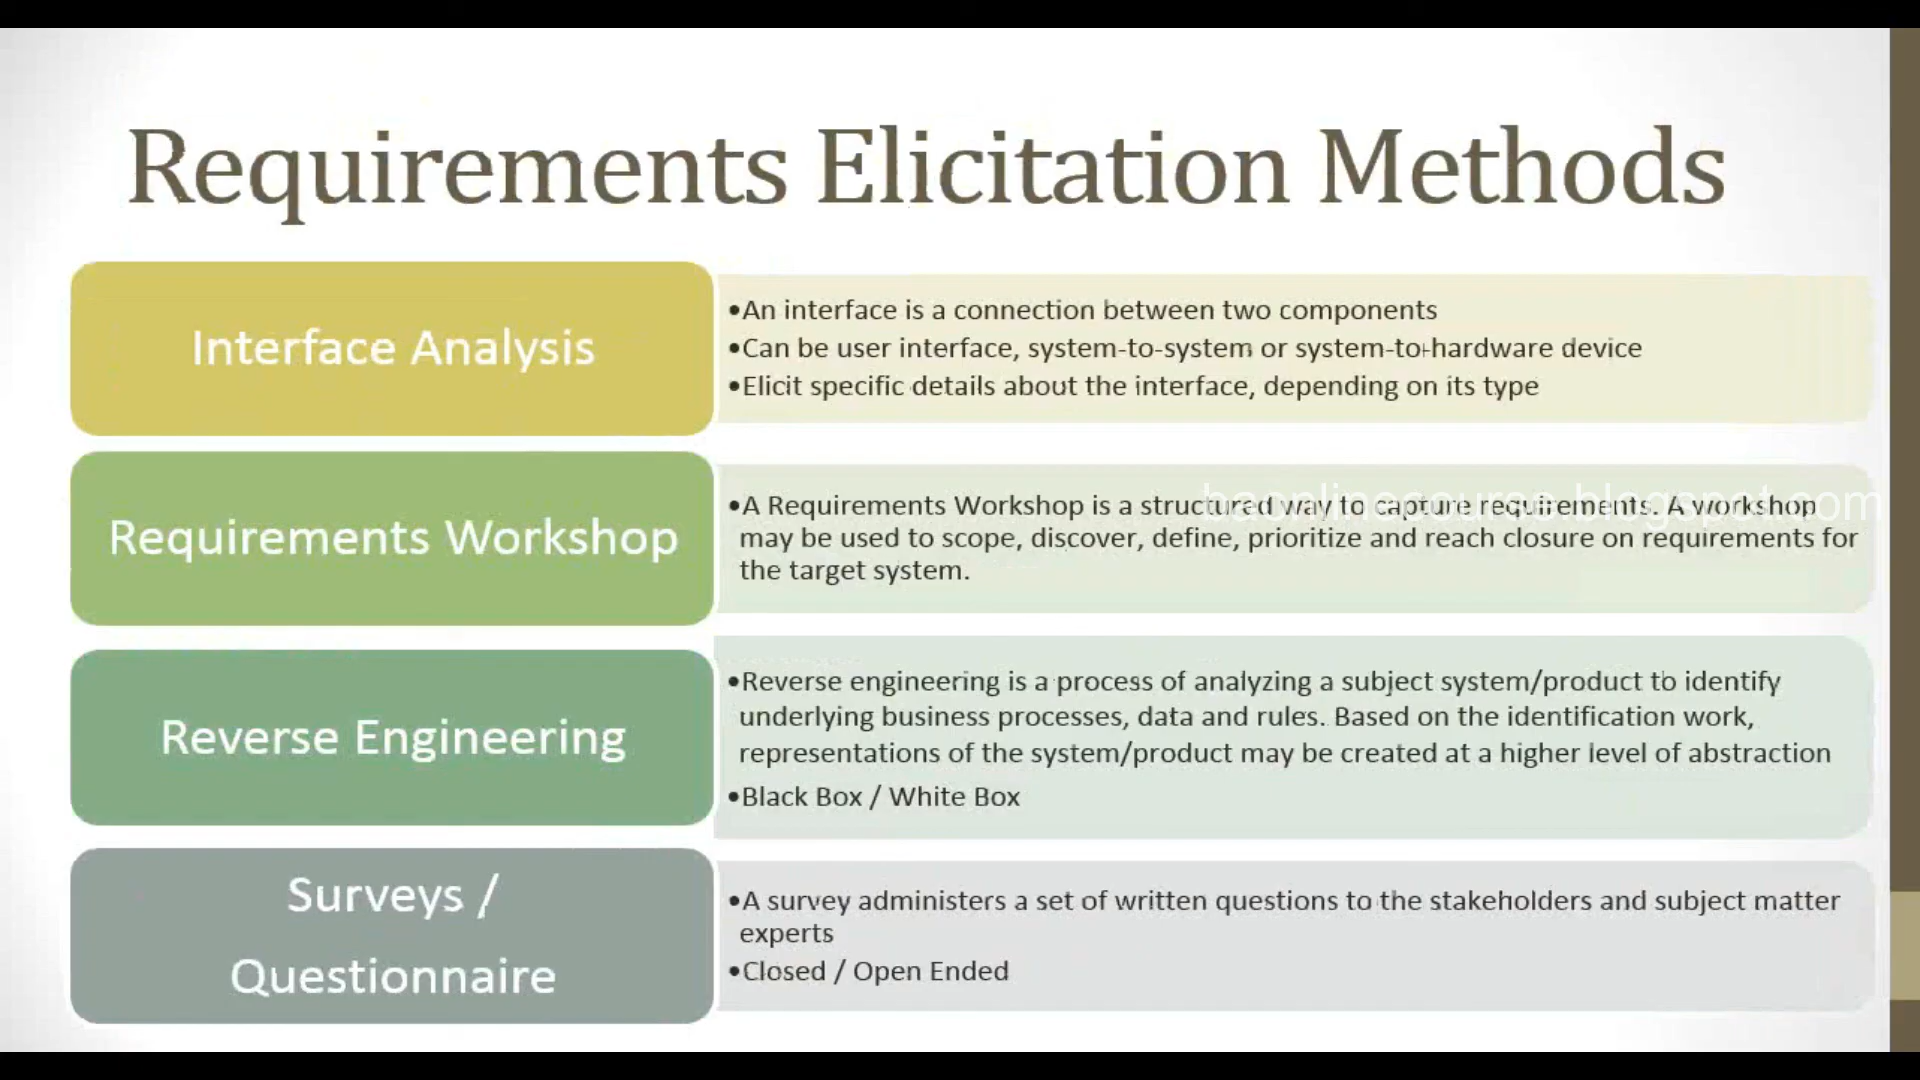 Requirements Elicitation Methods
Interface Analysis
•An interface is a connection between two components
•Can be user interface, system-to-system or system-to-hardware device
•Elicit specific details about the interface, depending on its type
Requirements Workshop
•A Requirements Workshop is a structured way to capture requirements. A workshop
may be used to scope, discover, define, prioritize and reach closure on requirements for
the target system.
baonlinecourse.blogspot.com
Reverse Engineering
•Reverse engineering is a process of analyzing a subject system/product to identify
underlying business processes, data and rules. Based on the identification work,
representations of the system/product may be created at a higher level of abstraction
•Black Box / White Box
Surveys /
Questionnaire
•A survey administers a set of written questions to the stakeholders and subject matter
experts
•Closed / Open Ended